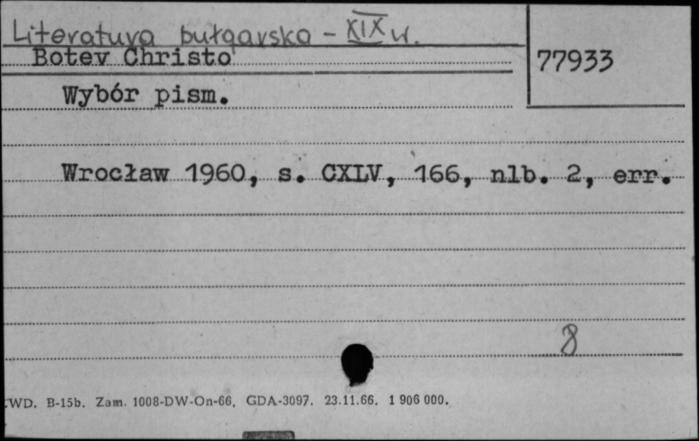 Literatura bułgarska - XIX w.
Botev Christo
77933
Wybór pism.
Wrocław 1960, s. CXLV, 166, nlb. 2, err.
8
WD. B-15b. Zam. 1008-DW-On-66. GDA-3097. 23.11.66. 1 906 000.